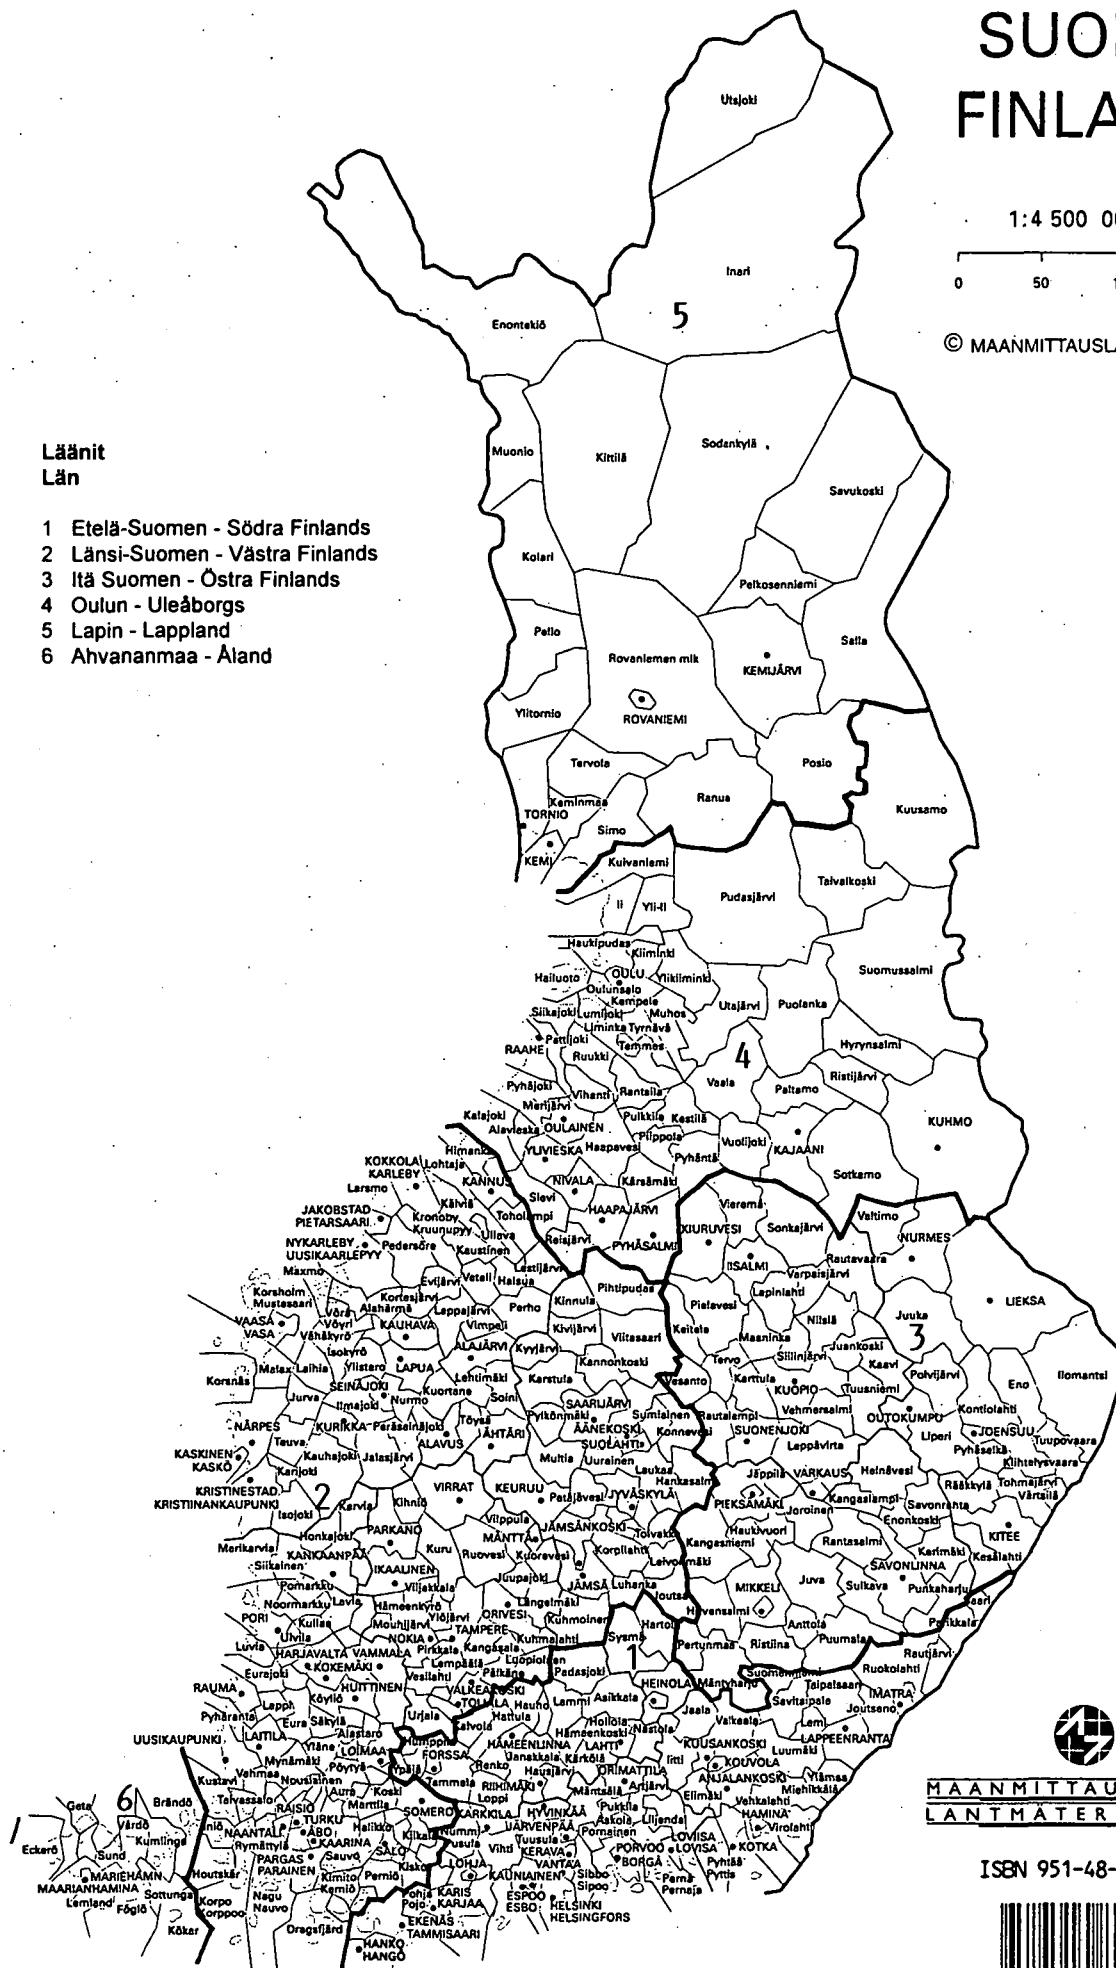 SUO
FINLA
1:4 500 0
0 50 1
© MAANMITTAUSLA
Läänit
Län
1 Etelä-Suomen - Södra Finlands
2 Länsi-Suomen - Västra Finlands
3 Itä Suomen - Östra Finlands
4 Oulun - Uleåborgs
5 Lapin - Lappland
6 Ahvananmaa - Åland
Utsjoki
Inari
5
Enontekiö
Muonio
Kittilä
Sodankylä
Savukoski
Kolari
Pelkosenniemi
Pello
Rovaniemen mlk
KEMIJÄRVI
Salla
ROVANIEMI
Ylitornio
Tervola
Posio
Ranua
Keminmaa
TORNIO
Simo
Kuusamo
KEMI
Kuivaniemi
Taivalkoski
Pudasjärvi
Ii
Yli-Ii
Haukipudas
Kiiminki
Suomussalmi
Hailuoto
OULU
Ylikiiminki
Oulunsalo
Kempele
Utajärvi
Puolanka
Siikajoki
Lumijoki
Muhos
Liminka
Tyrnävä
Pattijoki
Temmes
Hyrynsalmi
RAAHE
Ruukki
4
Ristijärvi
Pyhäjoki
Vihanti
Rantsila
Vaala
Paltamo
Merijärvi
Kalajoki
Pulkkila
Kestilä
KUHMO
Alavieska
OULAINEN
Piippola
Vuolijoki
KAJAANI
YLIVIESKA
Haapavesi
Pyhäntä
Sotkamo
Himanka
KOKKOLA
KARLEBY
Lohtaja
KANNUS
NIVALA
Kärsämäki
Larsmo
Sievi
Vieremä
Kälviä
HAAPAJÄRVI
Valtimo
JAKOBSTAD
PIETARSAARI
Kronoby
Kruunupyy
Toholampi
KIURUVESI
Sonkajärvi
NURMES
Ullava
Reisjärvi
PYHÄSALMI
NYKARLEBY
UUSIKAARLEPYY
Pedersöre
Kaustinen
IISALMI
Rautavaara
Lestijärvi
Varpaisjärvi
Maxmo
Evijärvi
Veteli
Halsua
Pihtipudas
Lapinlahti
LIEKSA
Korsholm
Mustasaari
Kortesjärvi
Perho
Kinnula
Pielavesi
Nilsiä
Juuka
Vörå
Vöyri
Alahärmä
Lappajärvi
3
VAASA
VASA
KAUHAVA
Vimpeli
Kivijärvi
Viitasaari
Keitele
Maaninka
Juankoski
Vähäkyrö
Isokyrö
ALAJÄRVI
Kyyjärvi
Kannonkoski
Tervo
Siilinjärvi
Kaavi
Polvijärvi
Malax
Laihia
Ylistaro
LAPUA
Lehtimäki
Karstula
Vesanto
Karttula
KUOPIO
Tuusniemi
Eno
Ilomantsi
Korsnäs
SEINÄJOKI
Kuortane
Soini
SAARIJÄRVI
Vehmersalmi
Kontiolahti
Jurva
Ilmajoki
Nurmo
Pylkönmäki
Sumiainen
Rautalampi
OUTOKUMPU
NÄRPES
KURIKKA
Peräseinäjoki
Töysä
ÄÄNEKOSKI
Konnevesi
SUONENJOKI
Liperi
JOENSUU
Teuva
ALAVUS
ÄHTÄRI
SUOLAHTI
Leppävirta
Pyhäselkä
Tuupovaara
KASKINEN
KASKÖ
Kauhajoki
Jalasjärvi
Multia
Uurainen
Laukaa
Kiihtelysvaara
Karijoki
Hankasalmi
Jäppilä
VARKAUS
Heinävesi
Rääkkylä
Tohmajärvi
KRISTINESTAD
KRISTIINANKAUPUNKI
2
VIRRAT
KEURUU
Petäjävesi
JYVÄSKYLÄ
PIEKSÄMÄKI
Kangaslampi
Savonranta
Värtsilä
Isojoki
Karvia
Kihniö
Joroinen
Enonkoski
Vilppula
JÄMSÄNKOSKI
Toivakka
Haukivuori
KITEE
Honkajoki
PARKANO
MÄNTTÄ
Kangasniemi
Rantasalmi
Kerimäki
Merikarvia
KANKAANPÄÄ
Kuru
Ruovesi
Kuorevesi
Korpilahti
Leivonmäki
SAVONLINNA
Kesälahti
Siikainen
IKAALINEN
Juupajoki
Pomarkku
Viljakkala
JÄMSÄ
Luhanka
MIKKELI
Juva
Sulkava
Punkaharju
Noormarkku
Lavia
Hämeenkyrö
Längelmäki
Joutsa
Saari
PORI
Kullaa
Mouhijärvi
Ylöjärvi
ORIVESI
Kuhmoinen
Hirvensalmi
Anttola
Parikkala
Ulvila
NOKIA
TAMPERE
Hartola
Puumala
Luvia
HARJAVALTA
VAMMALA
Pirkkala
Kangasala
Kuhmalahti
Sysmä
Pertunmaa
Ristiina
Rautjärvi
Eurajoki
KOKEMÄKI
Lempäälä
Luopioinen
1
Ruokolahti
Vesilahti
Pälkäne
Padasjoki
Suomenniemi
RAUMA
HUITTINEN
VALKEAKOSKI
HEINOLA
Mäntyharju
Taipalsaari
Lappi
Köyliö
TOIJALA
Hauho
Lammi
Asikkala
Savitaipale
IMATRA
Pyhäranta
Eura
Säkylä
Urjala
Hattula
Jaala
Joutseno
UUSIKAUPUNKI
Alastaro
Kalvola
Hollola
Nastola
Valkeala
Lemi
LAITILA
Yläne
Humppila
HÄMEENLINNA
Hämeenkoski
LAPPEENRANTA
Mynämäki
LOIMAA
FORSSA
Janakkala
Kärkölä
LAHTI
Iitti
KUUSANKOSKI
Luumäki
Vehmaa
Pöytyä
Ypäjä
Renko
KOUVOLA
Kustavi
Nousiainen
Hausjärvi
ORIMATTILA
Ylämaa
6
Taivassalo
Aura
Koski
Tammela
RIIHIMÄKI
Artjärvi
ANJALANKOSKI
Miehikkälä
Geta
Brändö
Marttila
Loppi
Mäntsälä
Elimäki
Vårdö
Iniö
RAISIO
SOMERO
Pukkila
Vehkalahti
TURKU
ÅBO
KARKKILA
HYVINKÄÄ
Askola
Liljendal
HAMINA
Eckerö
Kumlinge
NAANTALI
Halikko
Nummi
JÄRVENPÄÄ
Pornainen
Virolahti
Sund
Rymättylä
KAARINA
Kiikala
Pusula
Vihti
Tuusula
LOVIISA
LOVISA
KOTKA
SALO
KERAVA
MARIEHAMN
MAARIANHAMINA
Houtskär
PARGAS
PARAINEN
Sauvo
Kisko
LOHJA
VANTAA
PORVOO
BORGÅ
Pyhtää
Pyttis
Kimito
Kemiö
Perniö
KAUNIAINEN
Sibbo
Sipoo
Pernå
Pernaja
Lemland
Sottunga
Korpo
Korppoo
Nagu
Nauvo
Pohja
Pojo
KARIS
KARJAA
ESPOO
ESBO
HELSINKI
HELSINGFORS
Föglö
Kökar
Dragsfjärd
EKENÄS
TAMMISAARI
HANKO
HANGÖ
MAANMITTAU
LANTMÄTER
ISBN 951-48-